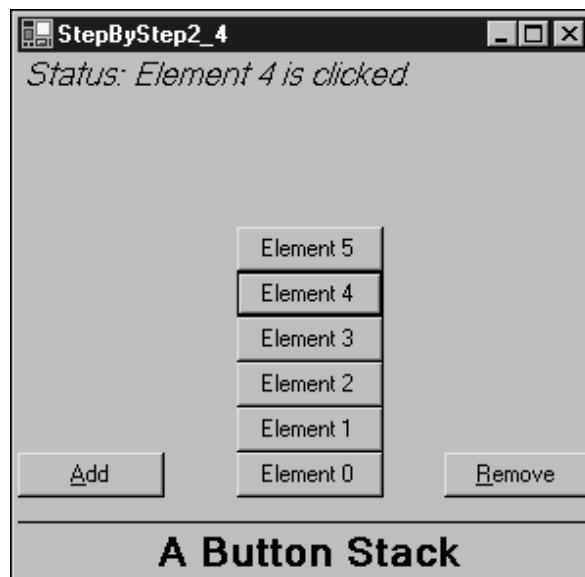 StepByStep2_4
Status: Element 4 is clicked.
Element 5
Element 4
Element 3
Element 2
Element 1
Add Element 0 Remove
A Button Stack